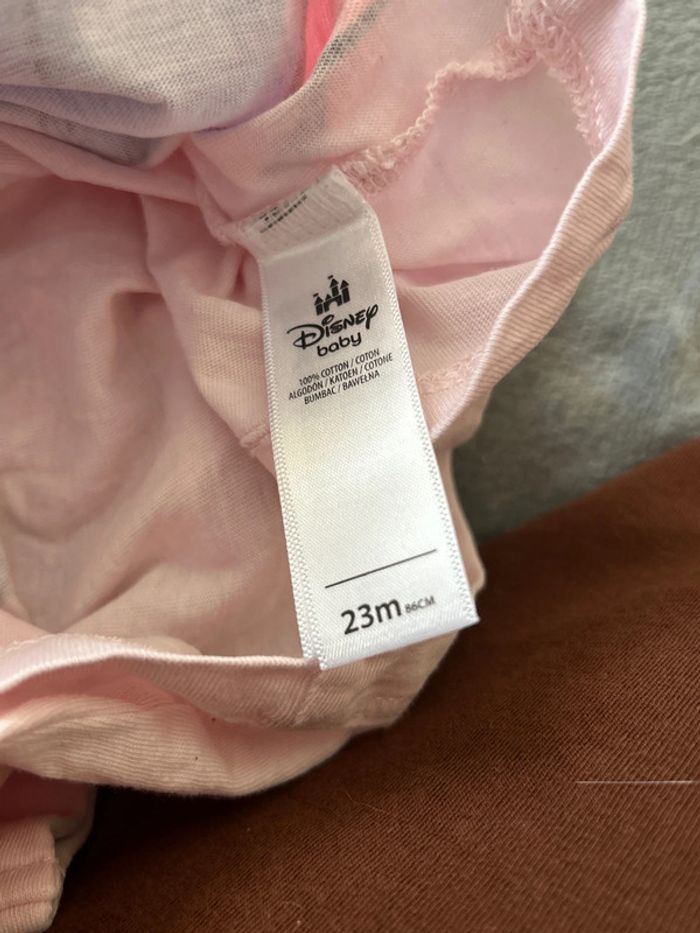 Disney
baby
100% COTTON / COTON
ALGODÓN / KATOEN / COTONE
BUMBAC / BAWEŁNA
23m 86CM